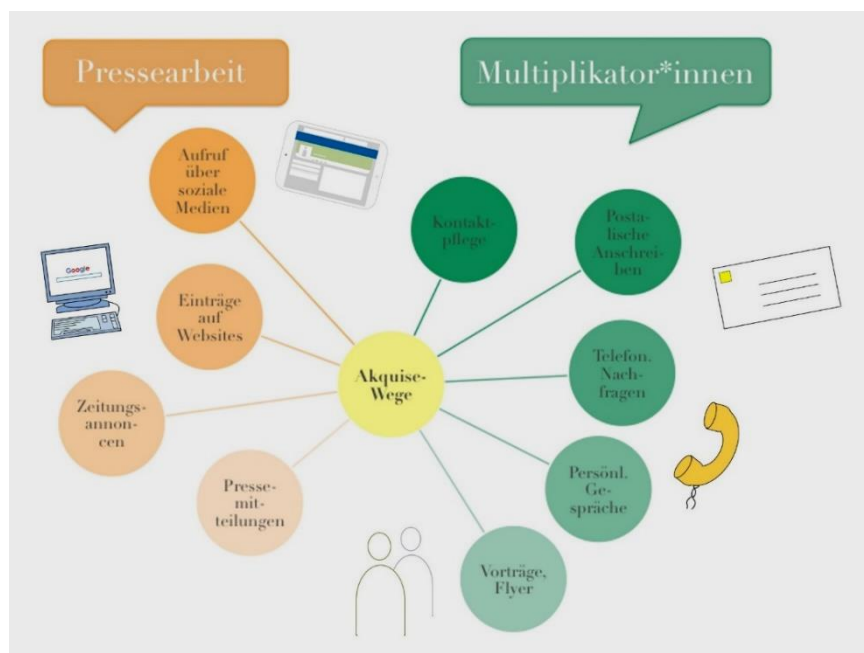 Pressearbeit
Multiplikator*innen
Aufruf
über
soziale
Medien
Kontakt-
pflege
Posta-
lische
Anschrei-
ben
Google
Einträge
auf
Websites
Akquise-
Wege
Telefon.
Nach-
fragen
Zeitungs-
annon-
cen
Presse-
mit-
teilungen
Persönl.
Ge-
spräche
Vorträge,
Flyer